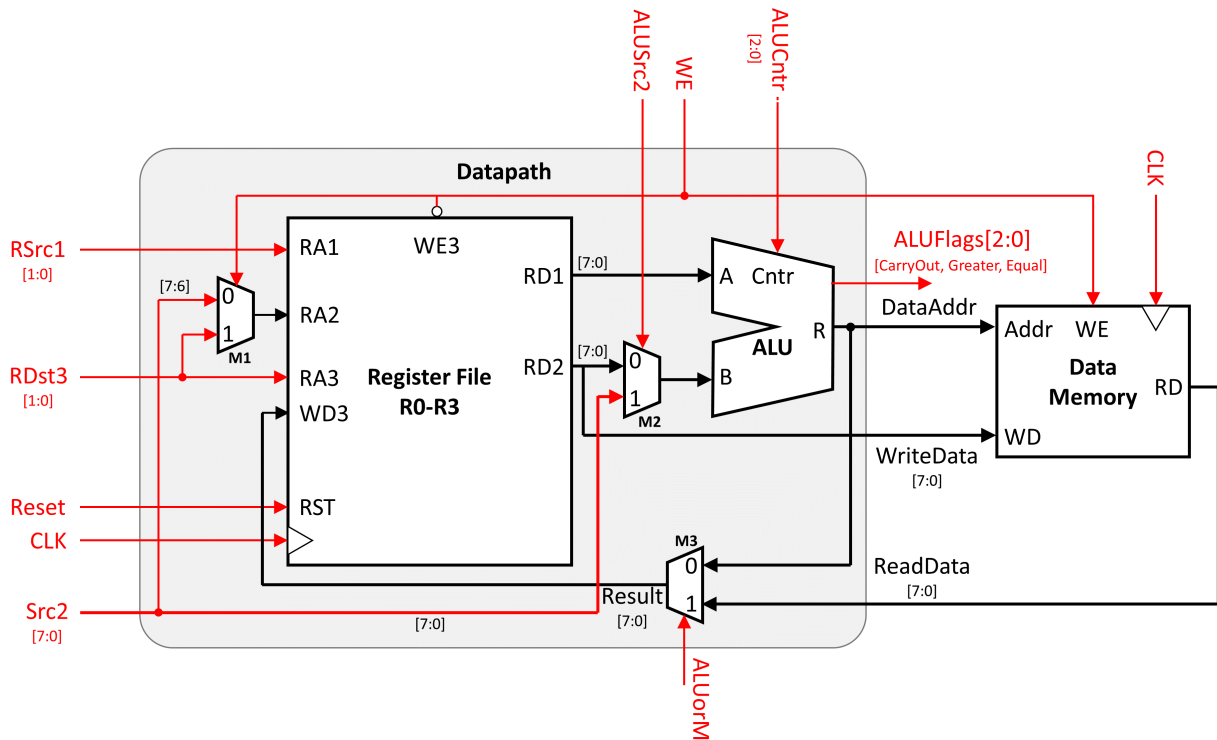 ALUSrc2
WE
ALUCntr
[2:0]
CLK
Datapath
RSrc1
[1:0]
RA1
WE3
RD1
[7:0]
A
Cntr
ALUFlags[2:0]
[CarryOut, Greater, Equal]
[7:6]
0
1
M1
RA2
DataAddr
R
ALU
Addr
WE
Data
Memory
RD
RDst3
[1:0]
RA3
WD3
Register File
R0-R3
RD2
[7:0]
0
1
M2
B
WD
WriteData
[7:0]
Reset
RST
CLK
M3
0
1
ReadData
[7:0]
Src2
[7:0]
[7:0]
Result
[7:0]
ALUorM